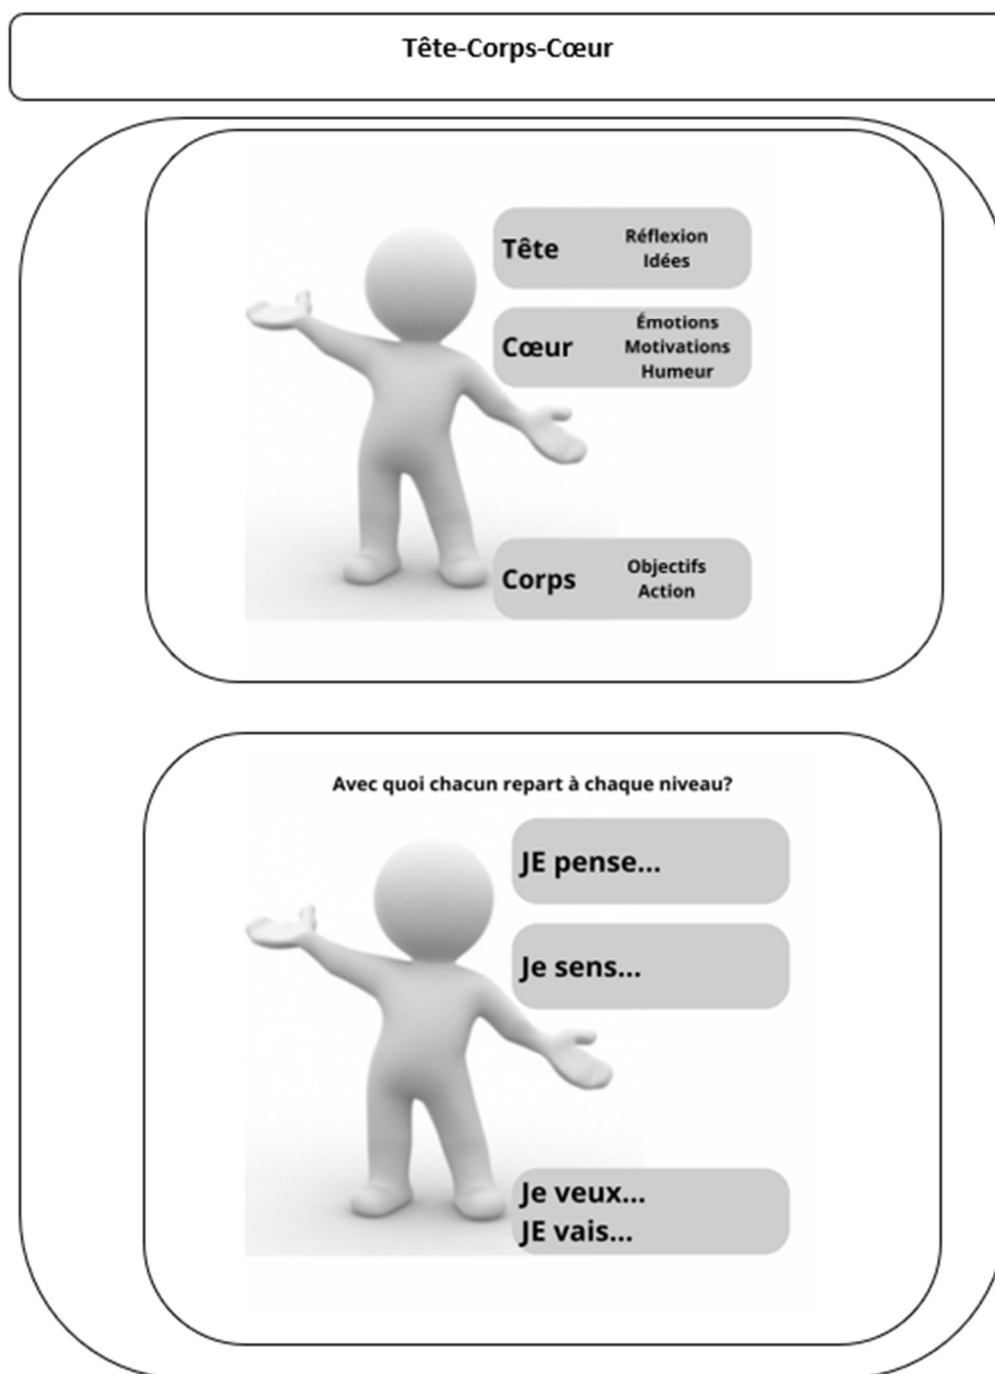 Tête-Corps-Cœur
Tête
Réflexion
Idées
Cœur
Émotions
Motivations
Humeur
Corps
Objectifs
Action
Avec quoi chacun repart à chaque niveau?
JE pense...
Je sens...
Je veux...
JE vais...